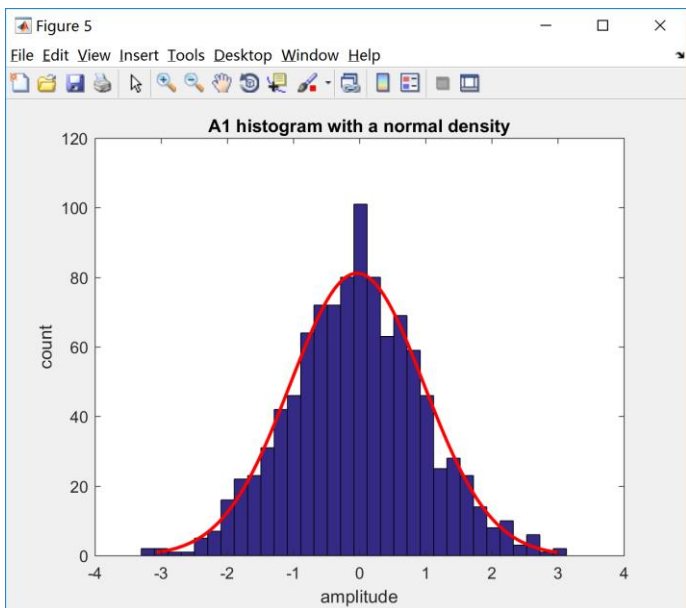 Figure 5
File Edit View Insert Tools Desktop Window Help
A1 histogram with a normal density
120
100
80
60
40
20
0
count
-4 -3 -2 -1 0 1 2 3 4
amplitude